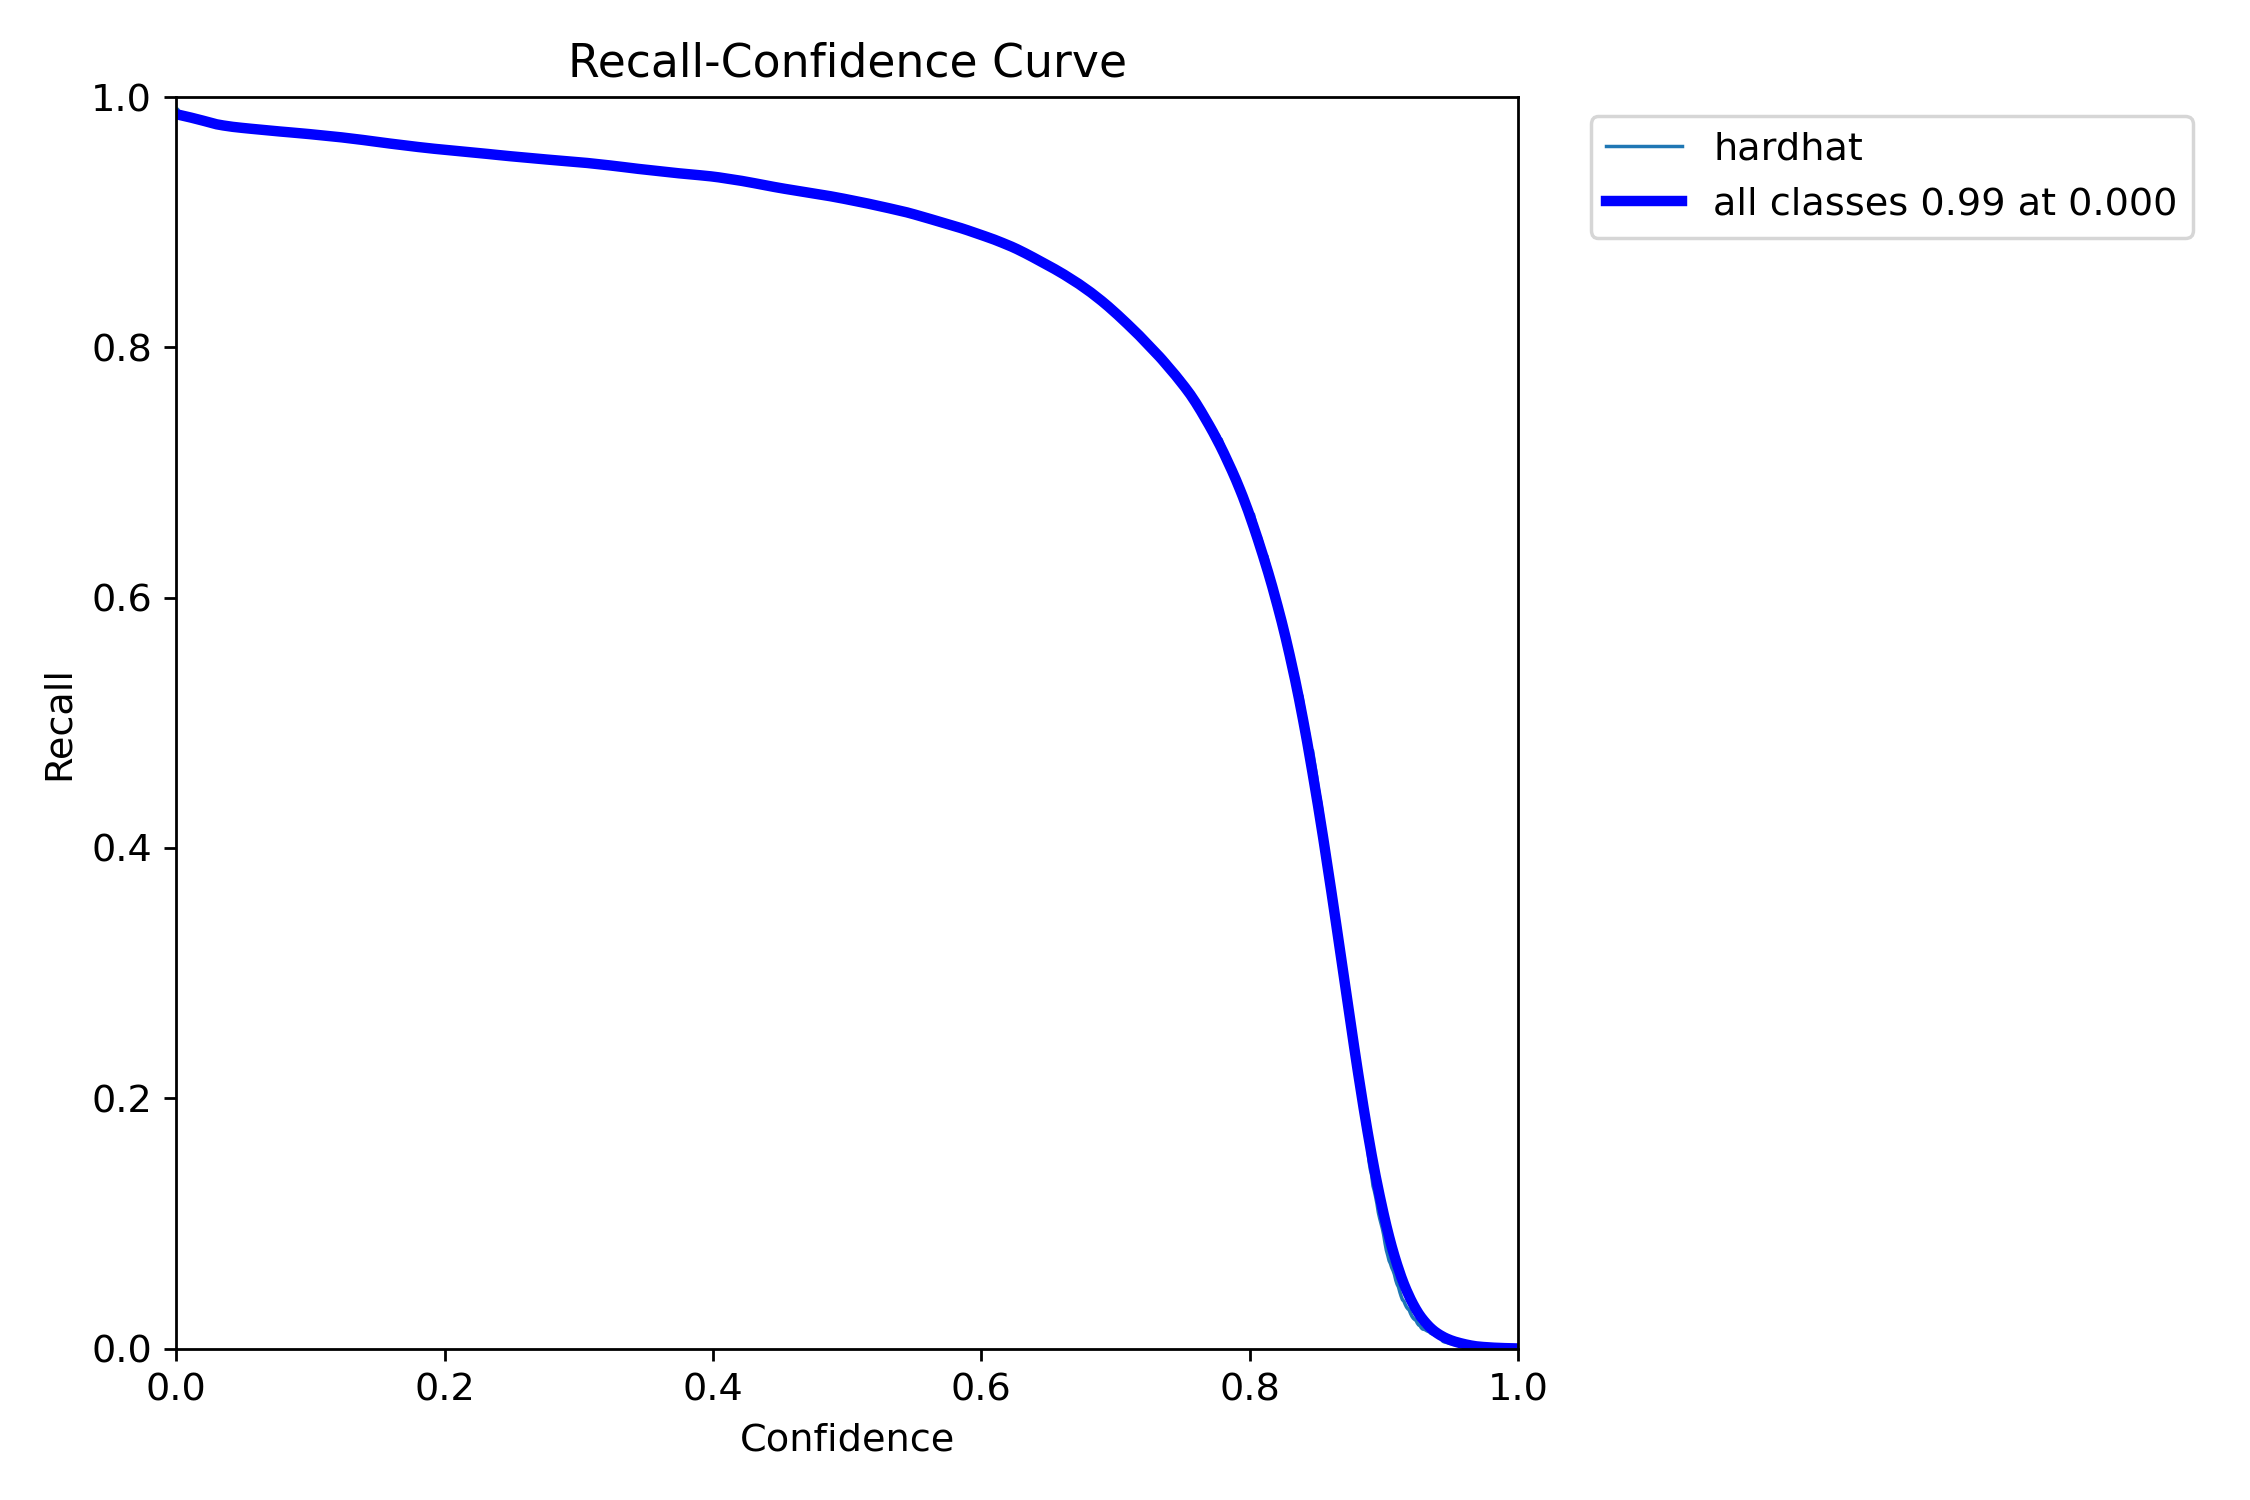 Recall-Confidence Curve
1.0
0.8
0.6
0.4
0.2
0.0
Recall
0.0 0.2 0.4 0.6 0.8 1.0
Confidence
hardhat
all classes 0.99 at 0.000